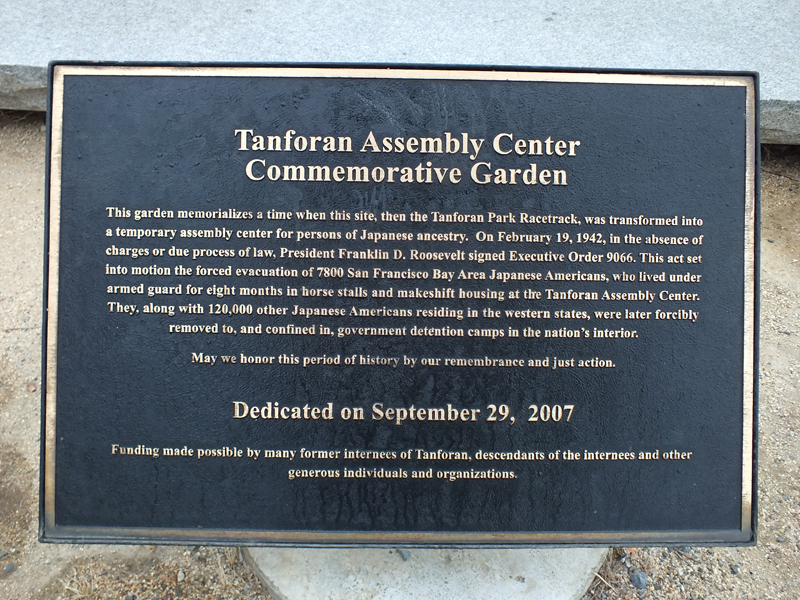 Tanforan Assembly Center
Commemorative Garden
This garden memorializes a time when this site, then the Tanforan Park Racetrack, was transformed into
a temporary assembly center for persons of Japanese ancestry. On February 19, 1942, in the absence of
charges or due process of law, President Franklin D. Roosevelt signed Executive Order 9066. This act set
into motion the forced evacuation of 7800 San Francisco Bay Area Japanese Americans, who lived under
armed guard for eight months in horse stalls and makeshift housing at the Tanforan Assembly Center.
They, along with 120,000 other Japanese Americans residing in the western states, were later forcibly
removed to, and confined in, government detention camps in the nation's interior.
May we honor this period of history by our remembrance and just action.
Dedicated on September 29, 2007
Funding made possible by many former internees of Tanforan, descendants of the internees and other
generous individuals and organizations.